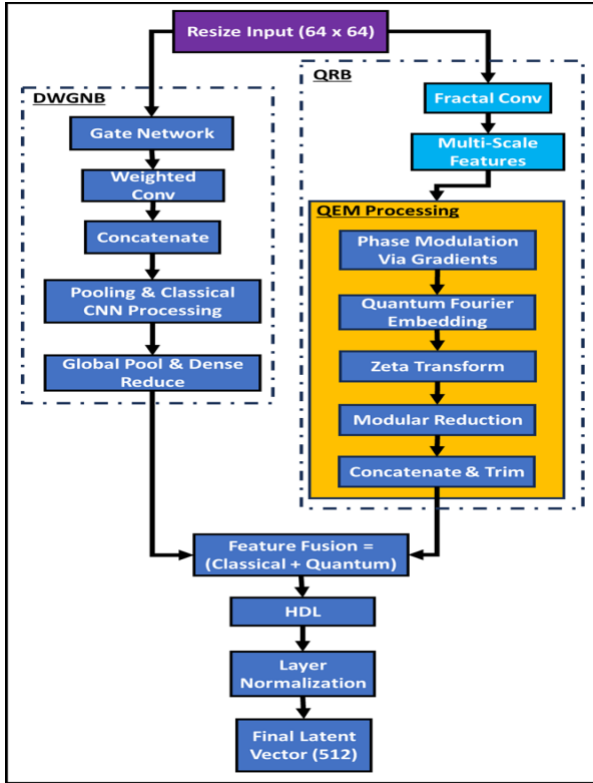 Resize Input (64 x 64)
DWGNB
Gate Network
Weighted
Conv
Concatenate
Pooling & Classical
CNN Processing
Global Pool & Dense
Reduce
QRB
Fractal Conv
Multi-Scale
Features
QEM Processing
Phase Modulation
Via Gradients
Quantum Fourier
Embedding
Zeta Transform
Modular Reduction
Concatenate & Trim
Feature Fusion =
(Classical + Quantum)
HDL
Layer
Normalization
Final Latent
Vector (512)